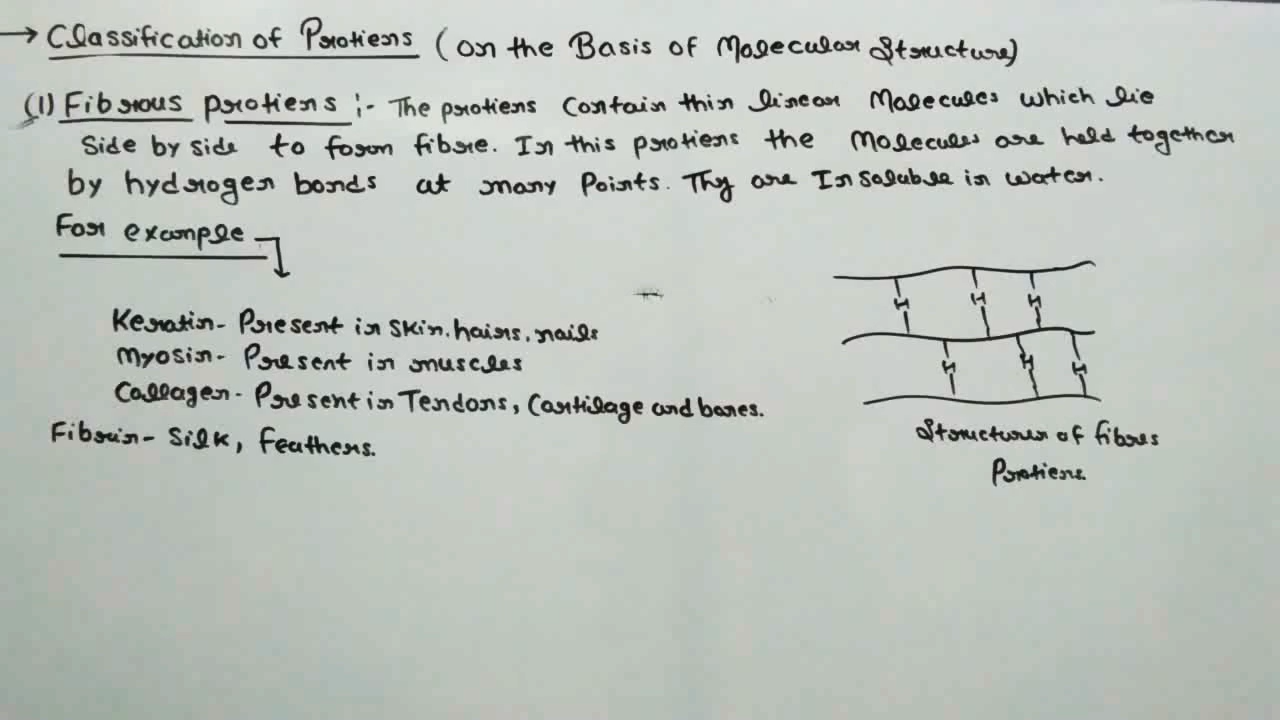 → Classification of Protiens (on the Basis of Molecular Structure)
(1) Fibrous protiens :- The protiens contain thin linear Molecules which lie
side by side to form fibre. In this protiens the Molecules are held together
by hydrogen bonds at many Points. Thy are Insoluble in water.
For example
Keratin- Present in skin, hairs, nails
Myosin- Present in muscles
Collagen- Present in Tendons, Cartilage and bones.
Fibroin- Silk, feathers.
H H H
H H H
Structures of fibres
Protiens.